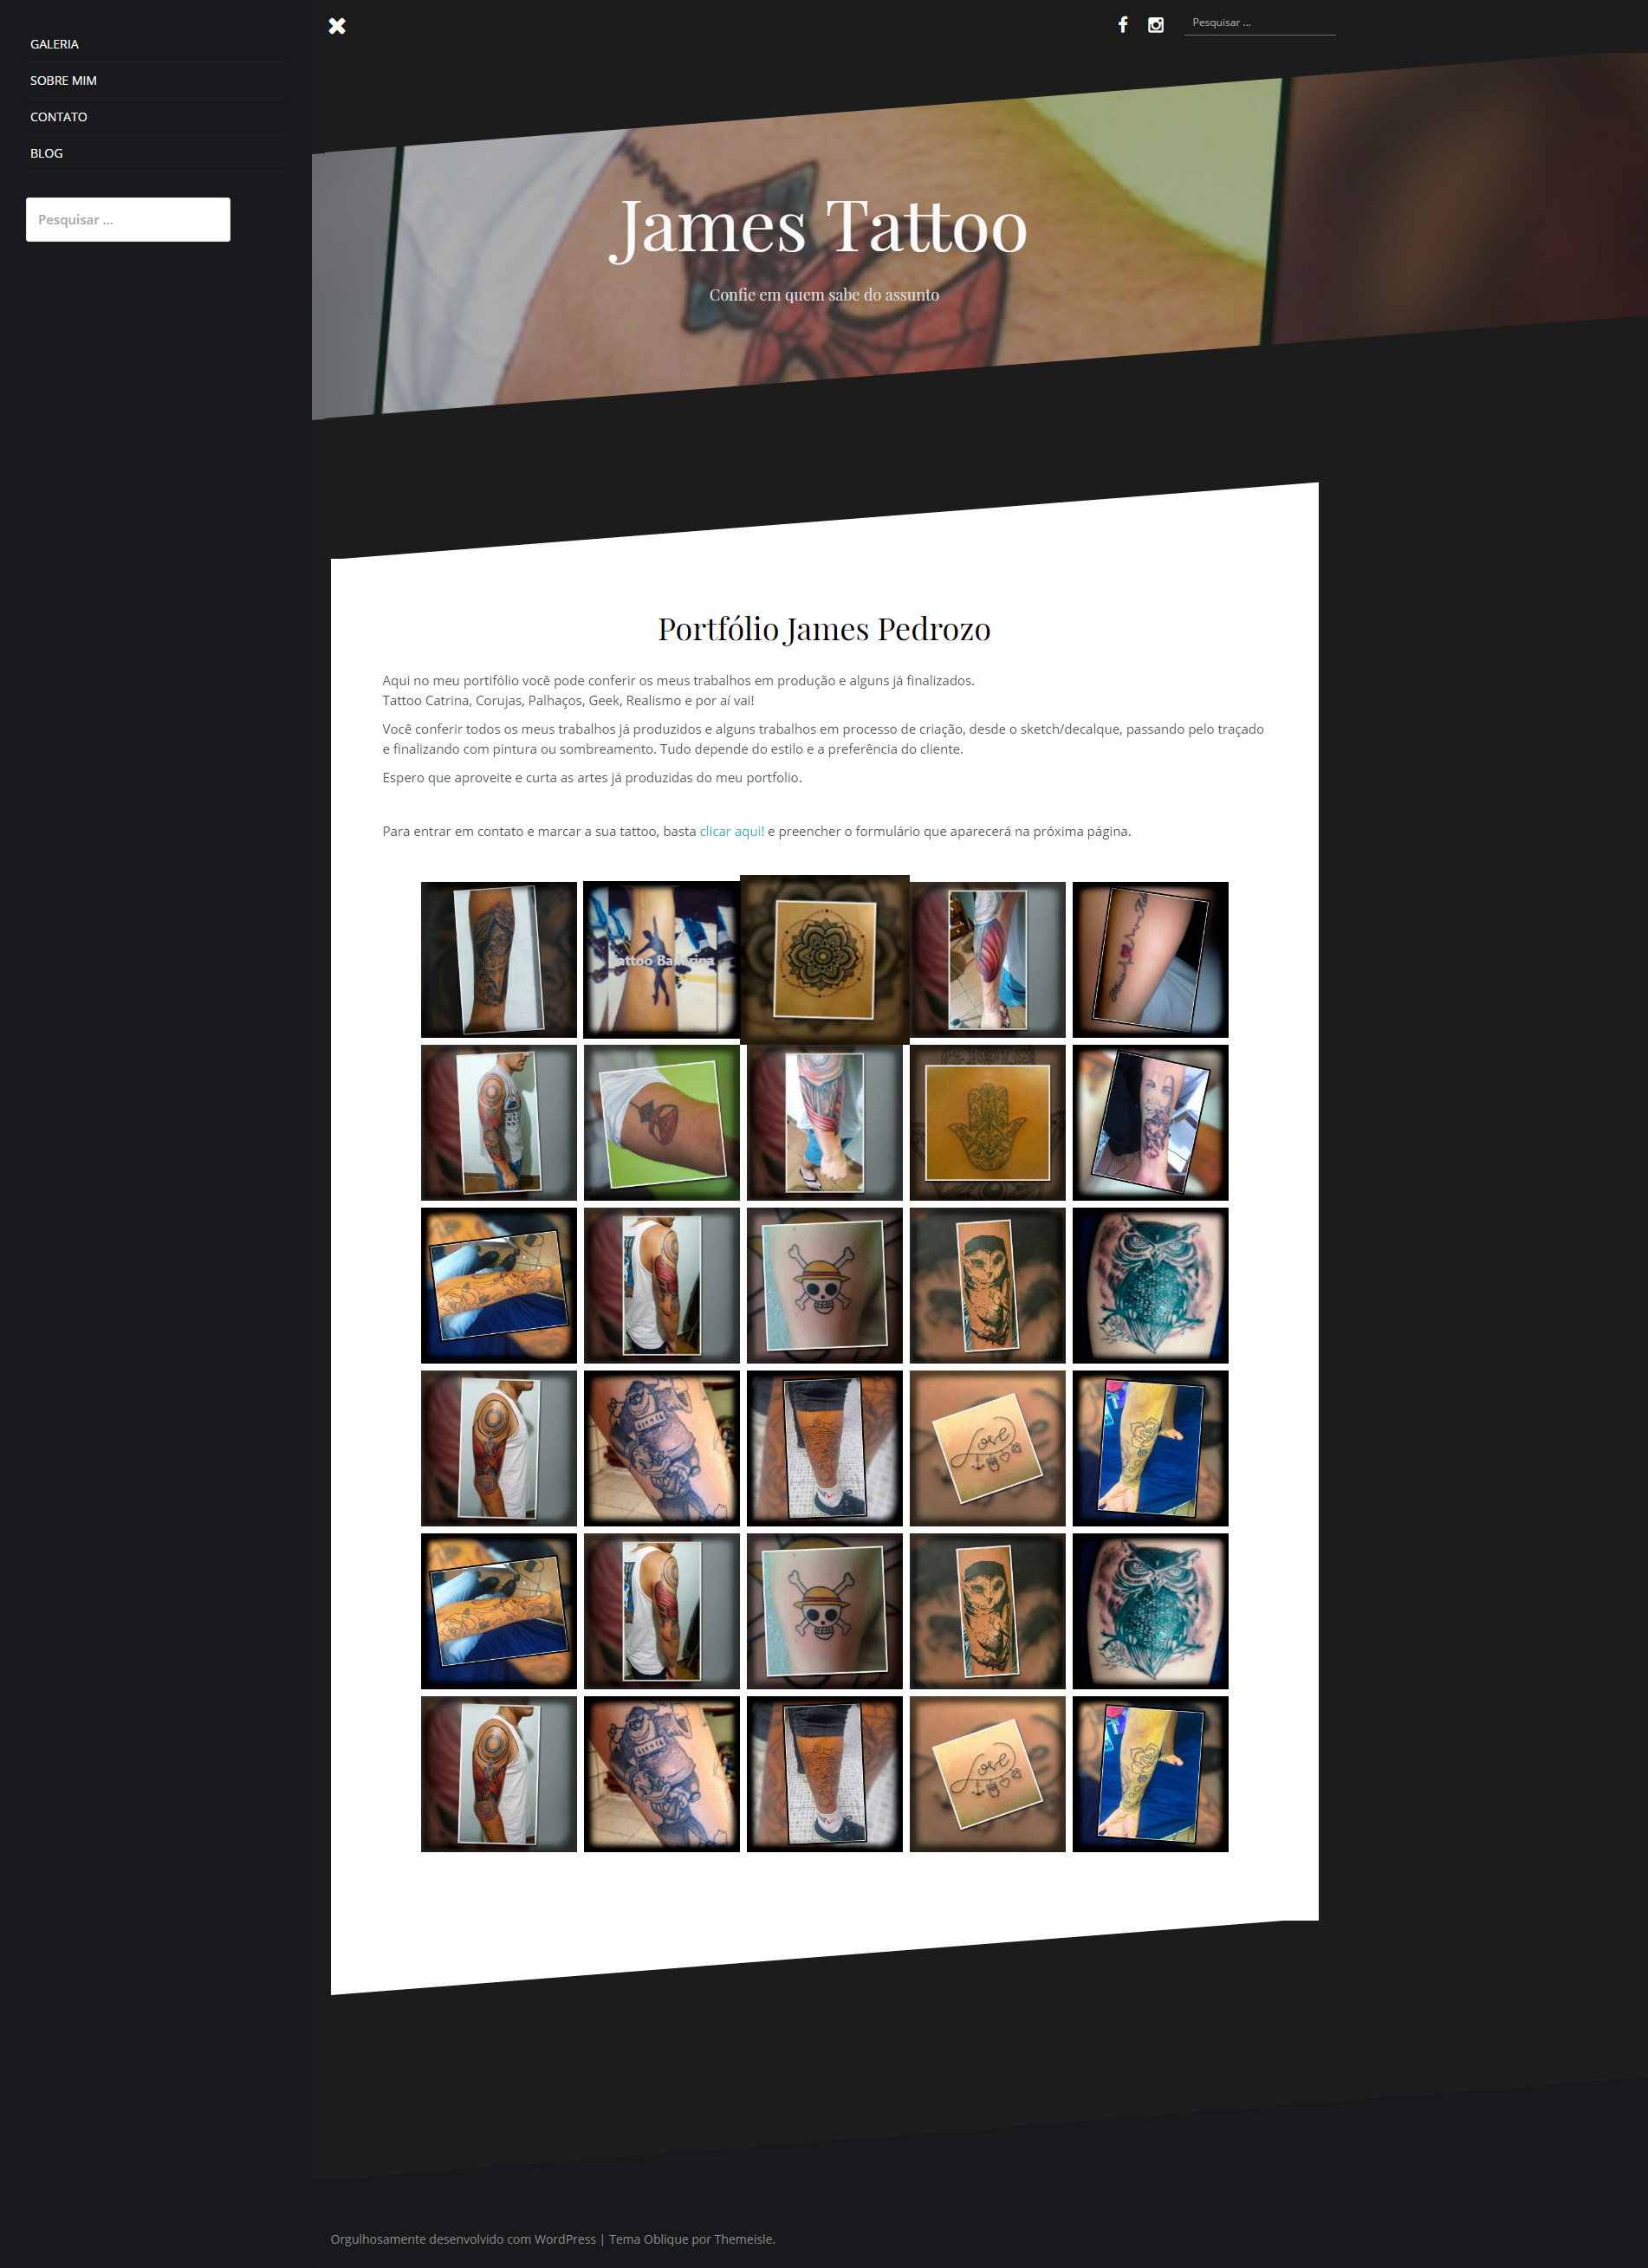 GALERIA
SOBRE MIM
CONTATO
BLOG
Pesquisar ...
Pesquisar ...
James Tattoo
Confie em quem sabe do assunto
Portfólio James Pedrozo
Aqui no meu portifólio você pode conferir os meus trabalhos em produção e alguns já finalizados.
Tattoo Catrina, Corujas, Palhaços, Geek, Realismo e por aí vai!
Você conferir todos os meus trabalhos já produzidos e alguns trabalhos em processo de criação, desde o sketch/decalque, passando pelo traçado
e finalizando com pintura ou sombreamento. Tudo depende do estilo e a preferência do cliente.
Espero que aproveite e curta as artes já produzidas do meu portfolio.
Para entrar em contato e marcar a sua tattoo, basta clicar aqui! e preencher o formulário que aparecerá na próxima página.
Tattoo Bailarina
Love
Love
Orgulhosamente desenvolvido com WordPress | Tema Oblique por Themeisle.